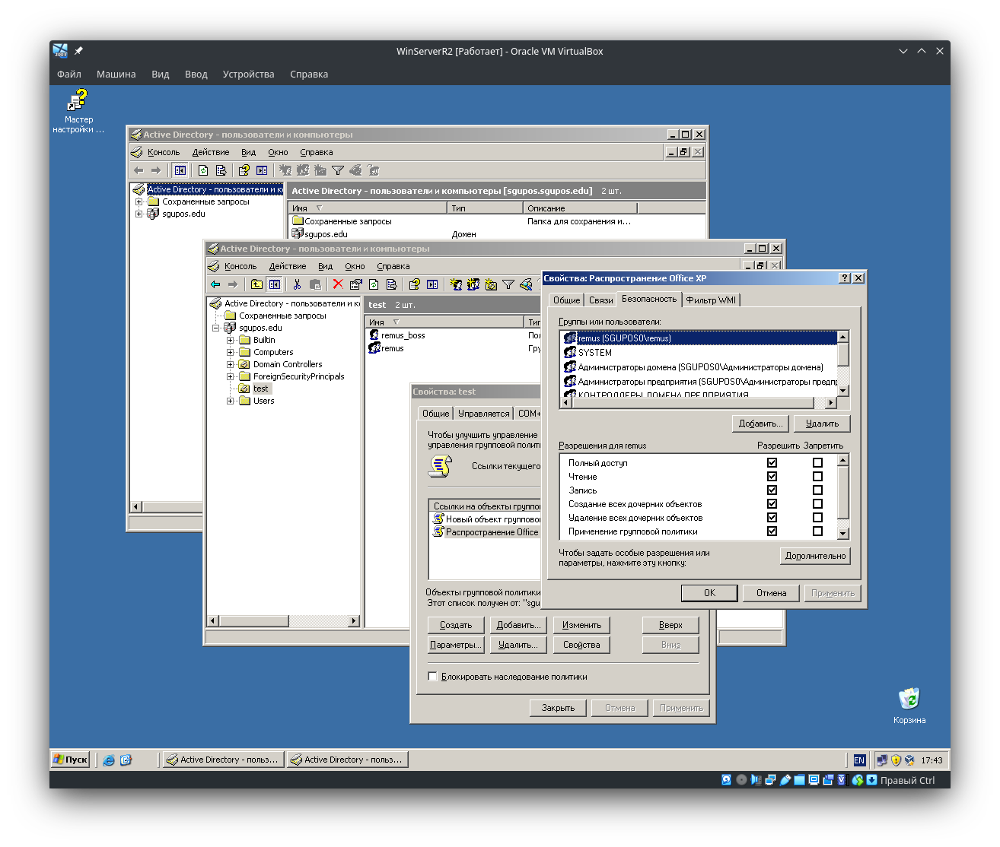 WinServerR2 [Работает] - Oracle VM VirtualBox
Файл Машина Вид Ввод Устройства Справка
Мастер
настройки ...
Active Directory - пользователи и компьютеры
Консоль Действие Вид Окно Справка
Active Directory - пользователи и к
Сохраненные запросы
sgupos.edu
Active Directory - пользователи и компьютеры [sgupos.sgupos.edu] 2 шт.
Имя Тип Описание
Сохраненные запросы Папка для сохранения и...
sgupos.edu Домен
Active Directory - пользователи и компьютеры
Консоль Действие Вид Окно Справка
Active Directory - пользователи и к
Сохраненные запросы
sgupos.edu
Builtin
Computers
Domain Controllers
ForeignSecurityPrincipals
test
Users
test 2 шт.
Имя Тип
remus_boss Пол
remus Гру
Свойства: test
Общие Управляется COM+
Чтобы улучшить управление
управления групповой полити
Ссылки текущего
Ссылки на объекты группо
Новый объект группово
Распространение Office
Объекты групповой политики
Этот список получен от: "sgu
Создать Добавить... Изменить Вверх
Параметры... Удалить... Свойства Вниз
Блокировать наследование политики
Закрыть Отмена Применить
Свойства: Распространение Office XP
Общие Связи Безопасность Фильтр WMI
Группы или пользователи:
remus (SGUPOS0\remus)
SYSTEM
Администраторы домена (SGUPOS0\Администраторы домена)
Администраторы предприятия (SGUPOS0\Администраторы предпр
КОНТРОЛЛЕРЫ ДОМЕНА ПРЕДПРИЯТИЯ
Добавить... Удалить
Разрешения для remus Разрешить Запретить
Полный доступ
Чтение
Запись
Создание всех дочерних объектов
Удаление всех дочерних объектов
Применение групповой политики
Чтобы задать особые разрешения или
параметры, нажмите эту кнопку:
Дополнительно
OK Отмена Применить
Корзина
Пуск Active Directory - польз... Active Directory - польз... EN 17:43
Правый Ctrl